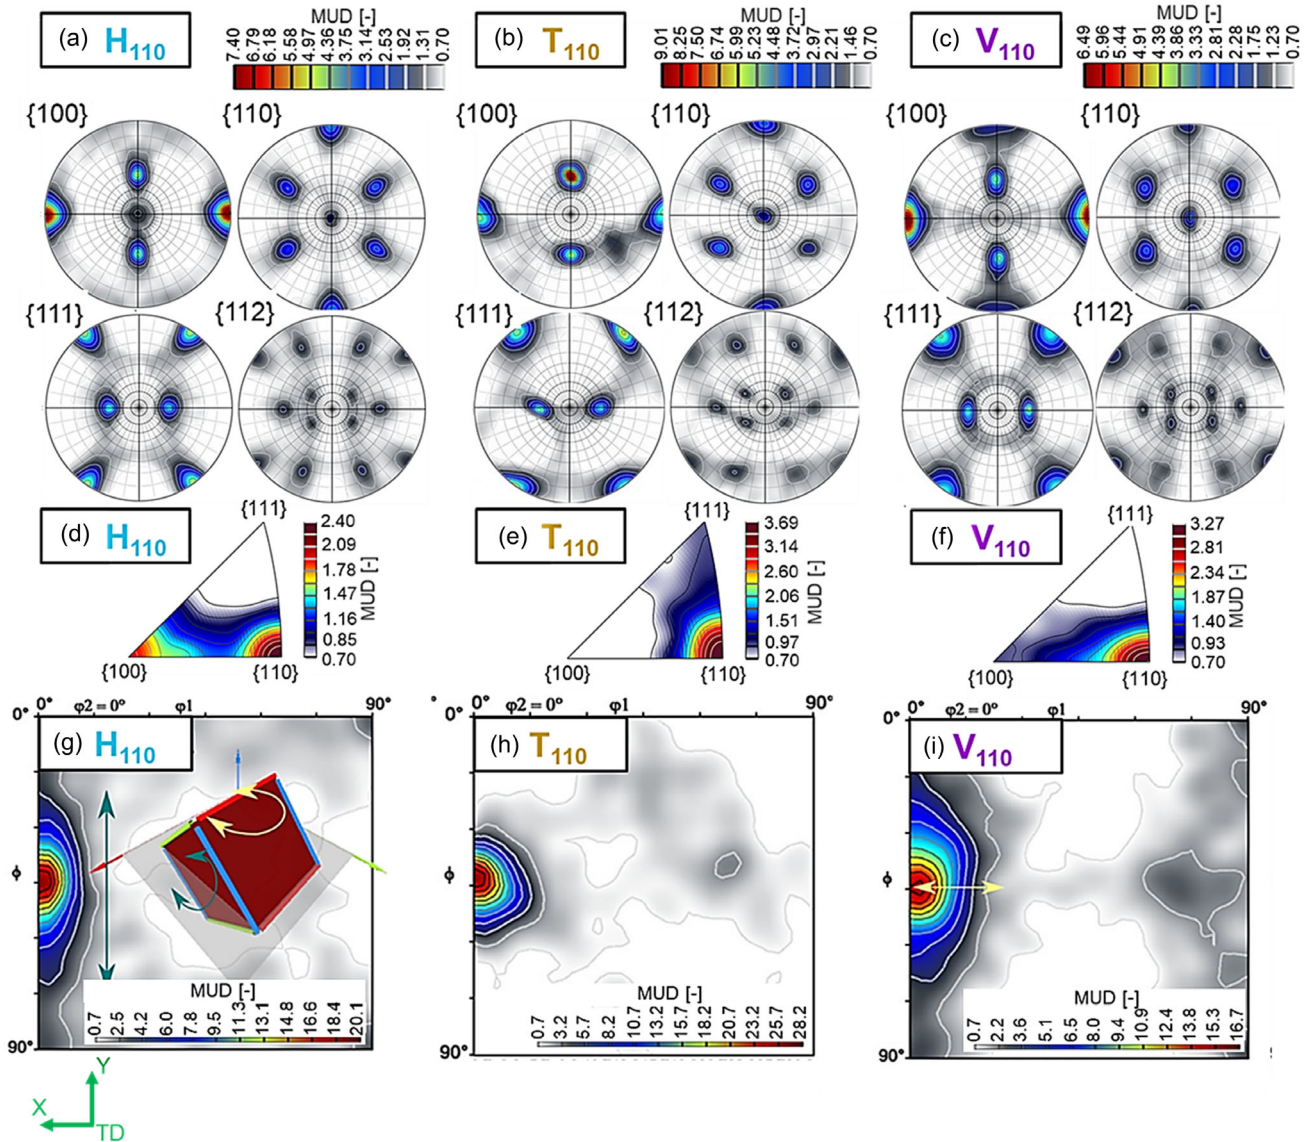 (a) H110
MUD [-]
7.40 6.79 6.18 5.58 4.97 4.36 3.75 3.14 2.53 1.92 1.31 0.70
(b) T110
MUD [-]
9.01 8.25 7.50 6.74 5.99 5.23 4.48 3.72 2.97 2.21 1.46 0.70
(c) V110
MUD [-]
6.49 5.96 5.44 4.91 4.39 3.86 3.33 2.81 2.28 1.75 1.23 0.70
{100} {110} {100} {110} {100} {110}
{111} {112} {111} {112} {111} {112}
(d) H110
{111}
{100} {110}
2.40
2.09
1.78
1.47
1.16
0.85
0.70
MUD [-]
(e) T110
{111}
{100} {110}
3.69
3.14
2.60
2.06
1.51
0.97
0.70
MUD [-]
(f) V110
{111}
{100} {110}
3.27
2.81
2.34
1.87
1.40
0.93
0.70
MUD [-]
0° φ2 = 0° φ1 90°
0°
(g) H110
ϕ
90°
MUD [-]
0.7 2.5 4.2 6.0 7.8 9.5 11.3 13.1 14.8 16.6 18.4 20.1
0° φ2 = 0° φ1 90°
0°
(h) T110
ϕ
90°
MUD [-]
0.7 3.2 5.7 8.2 10.7 13.2 15.7 18.2 20.7 23.2 25.7 28.2
0° φ2 = 0° φ1 90°
0°
(i) V110
ϕ
90°
MUD [-]
0.7 2.2 3.6 5.1 6.5 8.0 9.4 10.9 12.4 13.8 15.3 16.7
Y
X
TD